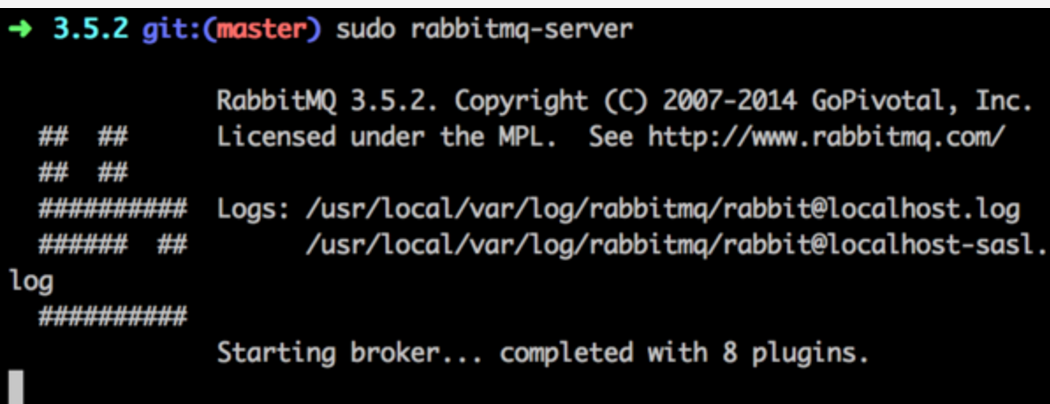 ➜ 3.5.2 git:(master) sudo rabbitmq-server
RabbitMQ 3.5.2. Copyright (C) 2007-2014 GoPivotal, Inc.
## ## Licensed under the MPL. See http://www.rabbitmq.com/
## ##
########## Logs: /usr/local/var/log/rabbitmq/rabbit@localhost.log
###### ## /usr/local/var/log/rabbitmq/rabbit@localhost-sasl.
log
##########
Starting broker... completed with 8 plugins.